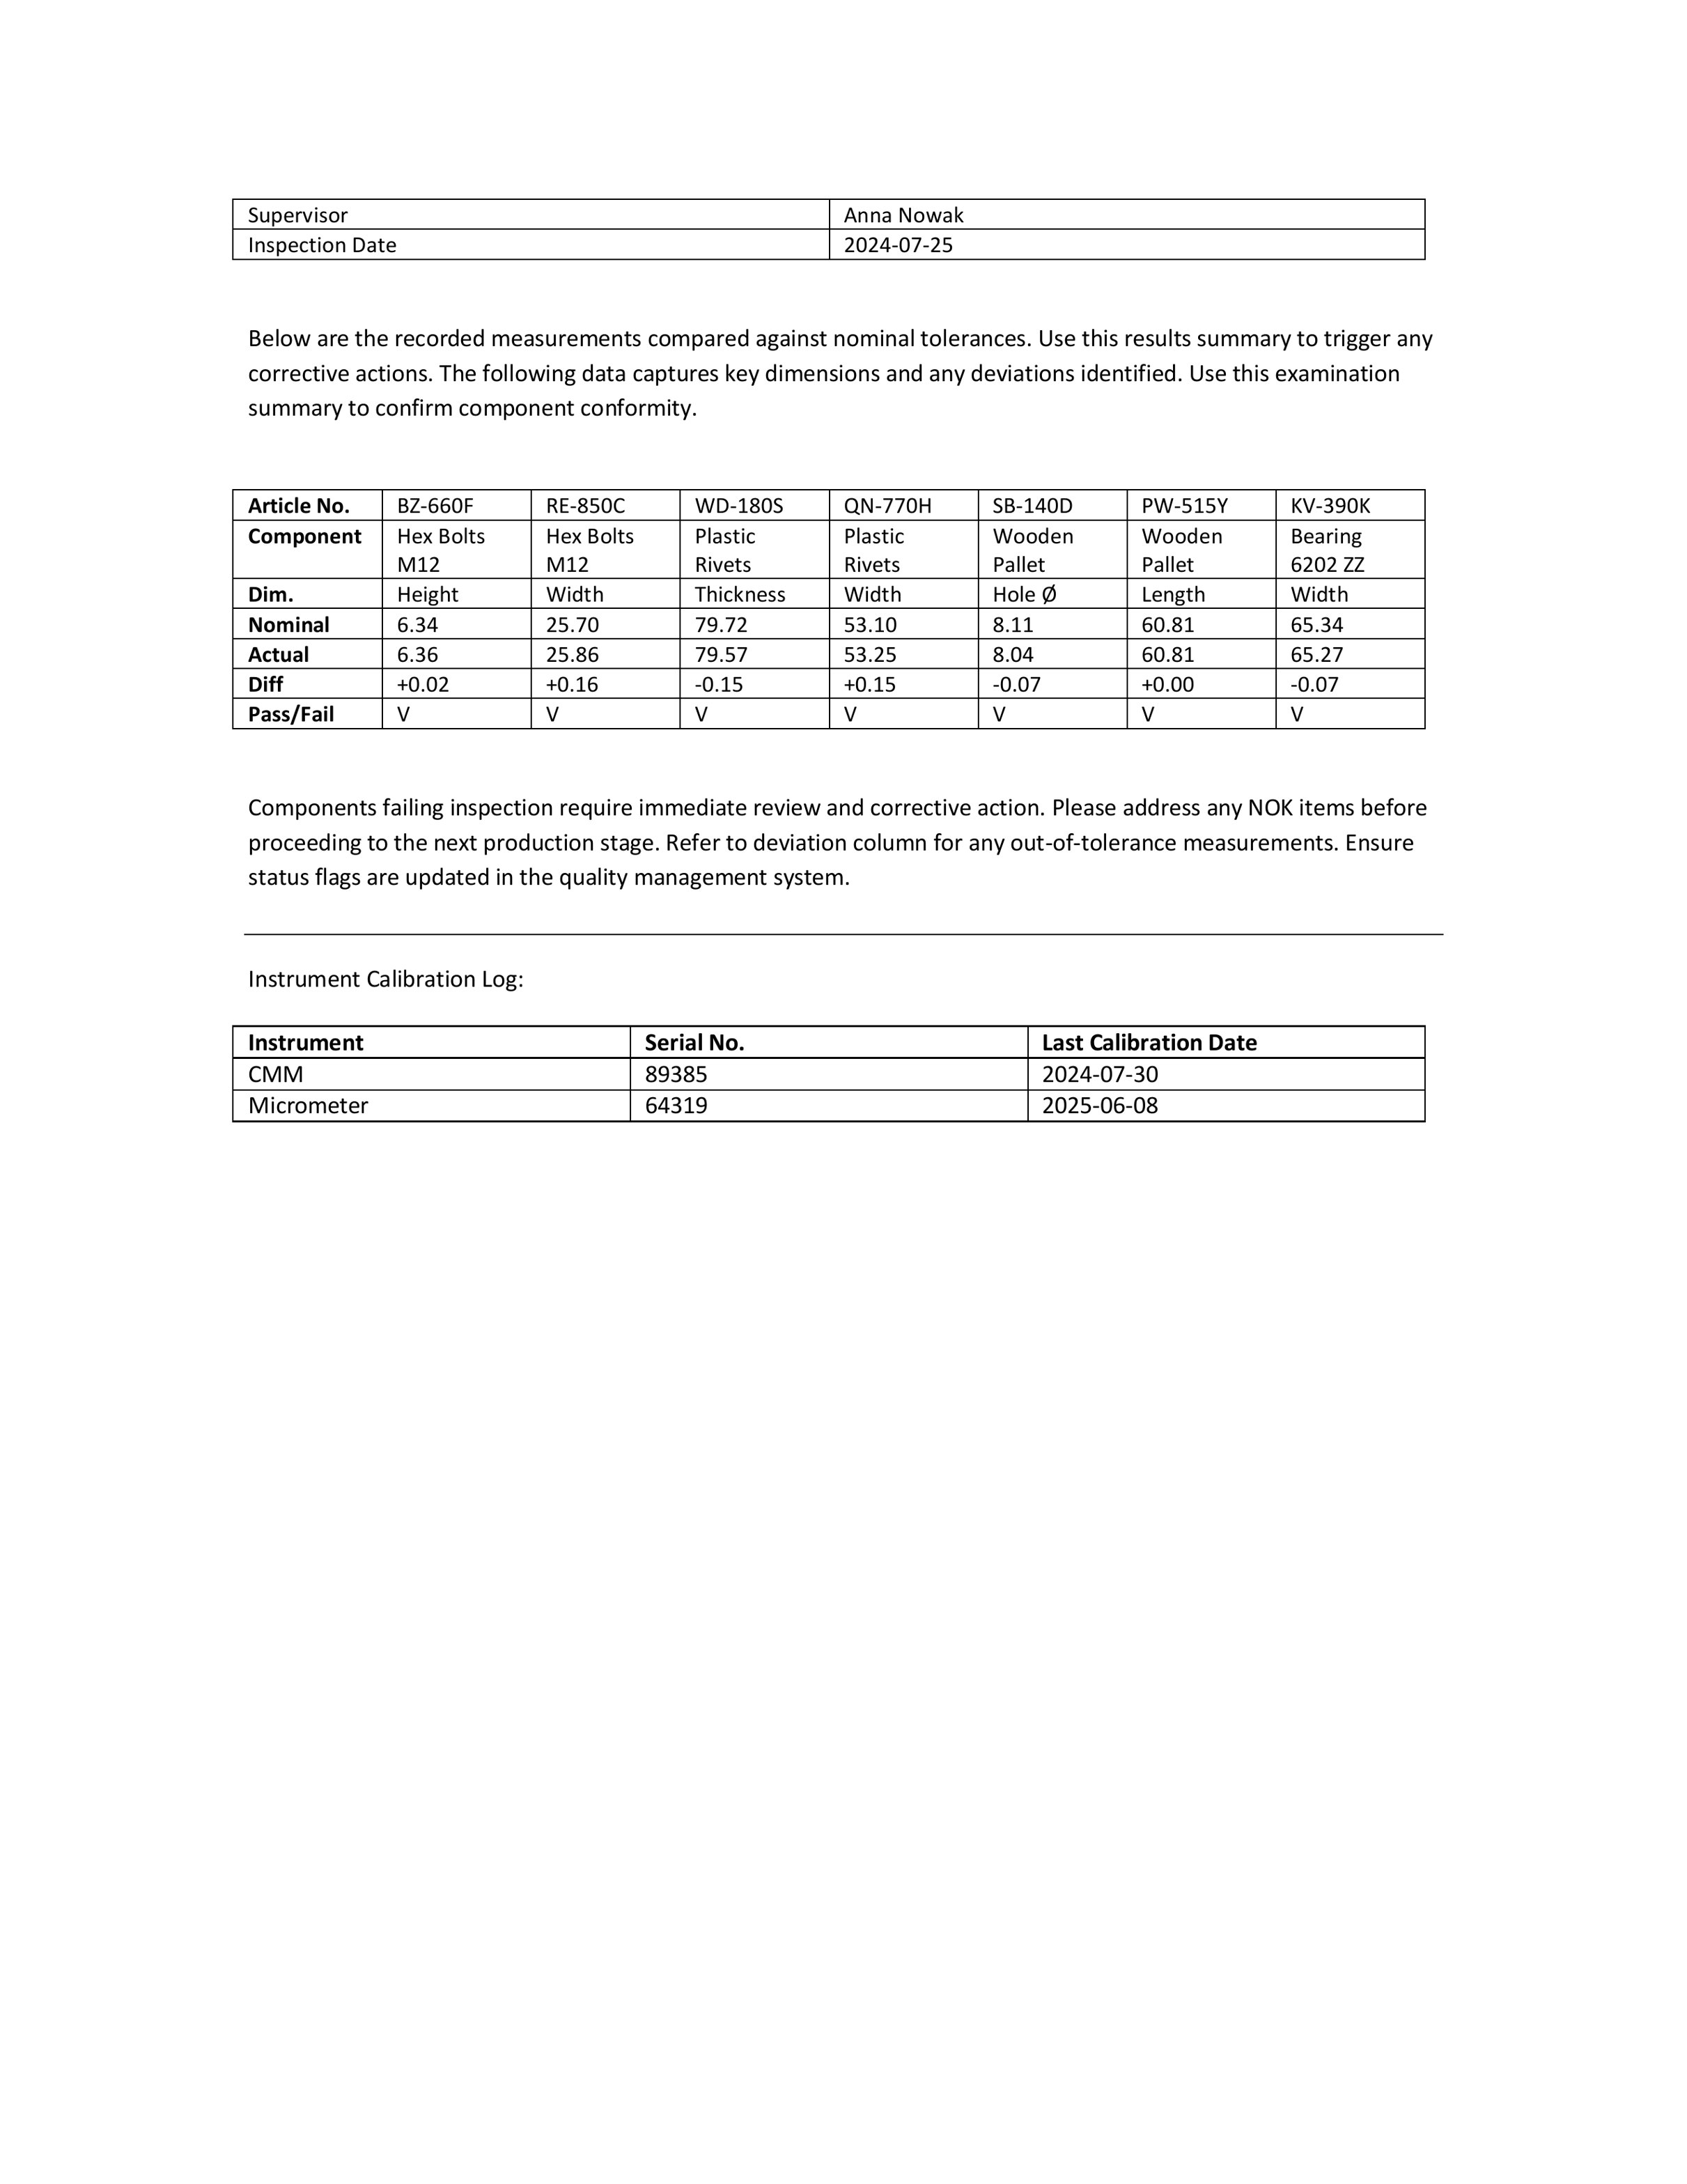 Supervisor Anna Nowak
Inspection Date 2024-07-25
Below are the recorded measurements compared against nominal tolerances. Use this results summary to trigger any
corrective actions. The following data captures key dimensions and any deviations identified. Use this examination
summary to confirm component conformity.
Article No. BZ-660F RE-850C WD-180S QN-770H SB-140D PW-515Y KV-390K
Component Hex Bolts Hex Bolts Plastic Plastic Wooden Wooden Bearing
M12 M12 Rivets Rivets Pallet Pallet 6202 ZZ
Dim. Height Width Thickness Width Hole Ø Length Width
Nominal 6.34 25.70 79.72 53.10 8.11 60.81 65.34
Actual 6.36 25.86 79.57 53.25 8.04 60.81 65.27
Diff +0.02 +0.16 -0.15 +0.15 -0.07 +0.00 -0.07
Pass/Fail V V V V V V V
Components failing inspection require immediate review and corrective action. Please address any NOK items before
proceeding to the next production stage. Refer to deviation column for any out-of-tolerance measurements. Ensure
status flags are updated in the quality management system.
Instrument Calibration Log:
Instrument Serial No. Last Calibration Date
CMM 89385 2024-07-30
Micrometer 64319 2025-06-08